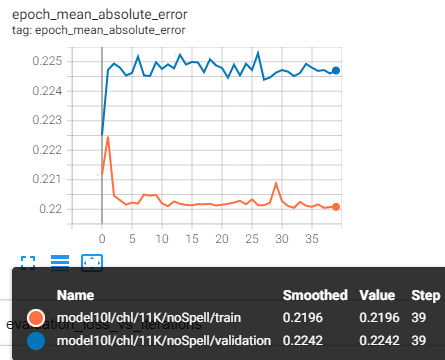 epoch_mean_absolute_error
tag: epoch_mean_absolute_error
0.225
0.224
0.223
0.222
0.221
0.22
0 5 10 15 20 25 30 35
Name Smoothed Value Step
model10l/chl/11K/noSpell/train 0.2196 0.2196 39
evaluation_loss_vs_iterations
model10l/chl/11K/noSpell/validation 0.2242 0.2242 39